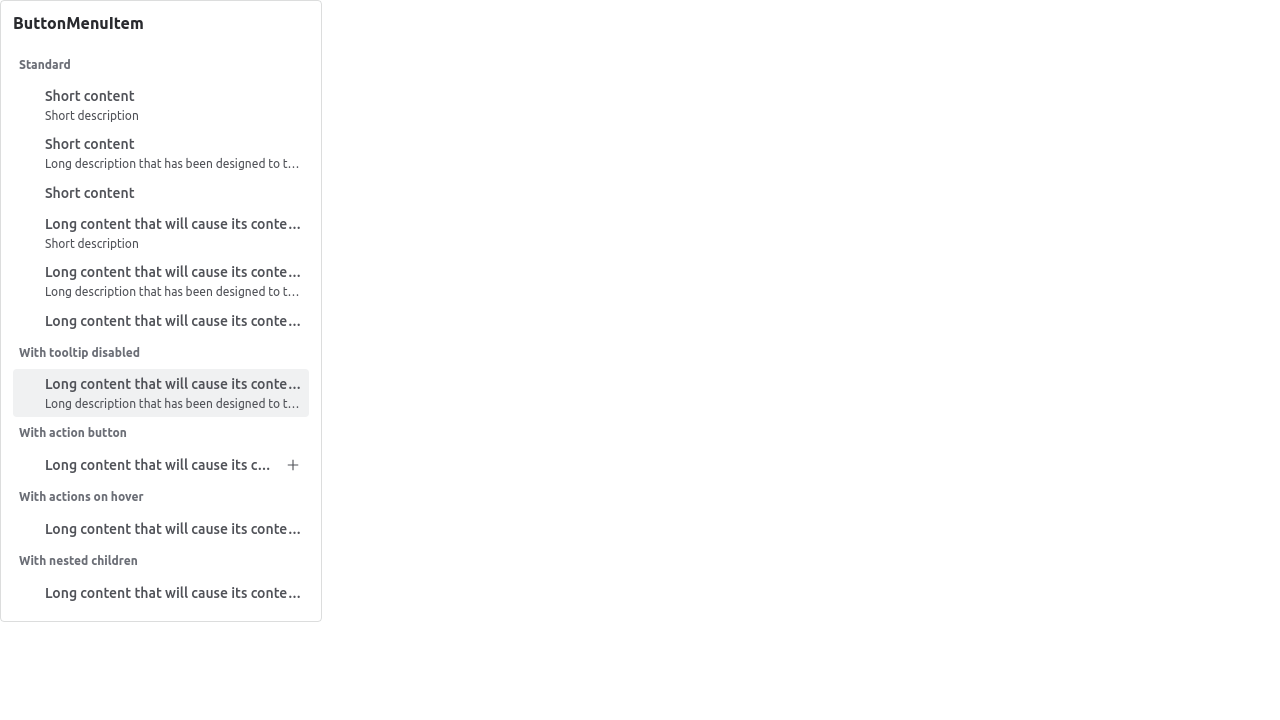 ButtonMenuItem
Standard
Short content
Short description
Short content
Long description that has been designed to t…
Short content
Long content that will cause its conte…
Short description
Long content that will cause its conte…
Long description that has been designed to t…
Long content that will cause its conte…
With tooltip disabled
Long content that will cause its conte…
Long description that has been designed to t…
With action button
Long content that will cause its c…
With actions on hover
Long content that will cause its conte…
With nested children
Long content that will cause its conte…